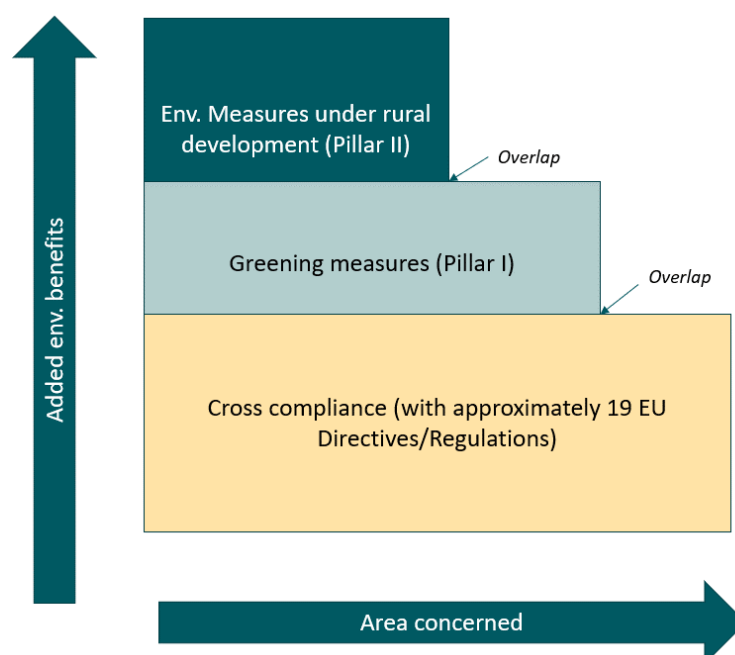 Env. Measures under rural
development (Pillar II)
Overlap
Greening measures (Pillar I)
Overlap
Cross compliance (with approximately 19 EU
Directives/Regulations)
Added env. benefits
Area concerned